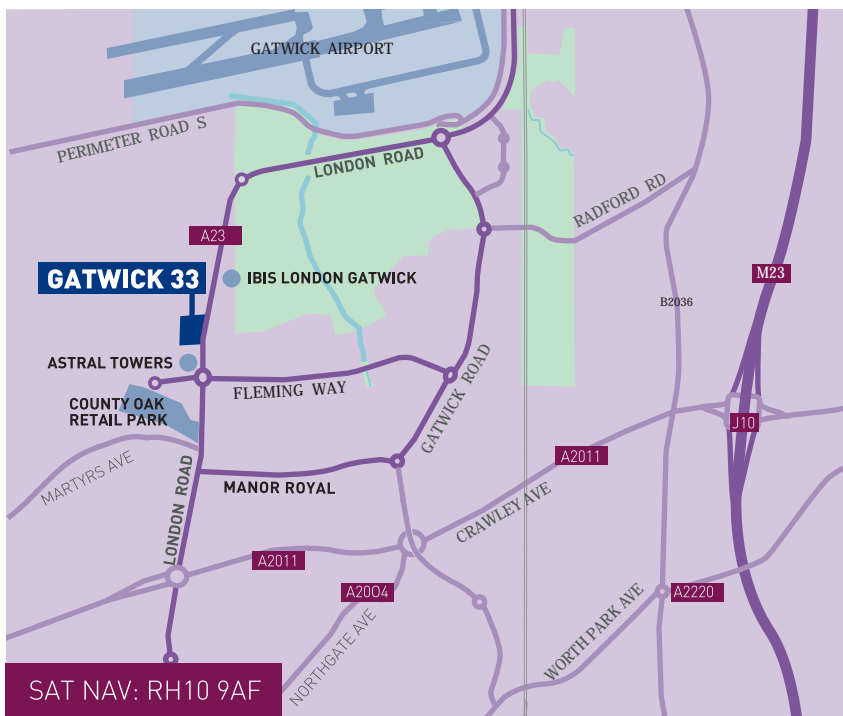 GATWICK AIRPORT
PERIMETER ROAD S
LONDON ROAD
RADFORD RD
A23
GATWICK 33
IBIS LONDON GATWICK
M23
B2036
ASTRAL TOWERS
FLEMING WAY
GATWICK ROAD
COUNTY OAK
RETAIL PARK
J10
MARTYRS AVE
A2011
LONDON ROAD
MANOR ROYAL
CRAWLEY AVE
A2011
A2004
A2220
NORTHGATE AVE
WORTH PARK AVE
SAT NAV: RH10 9AF